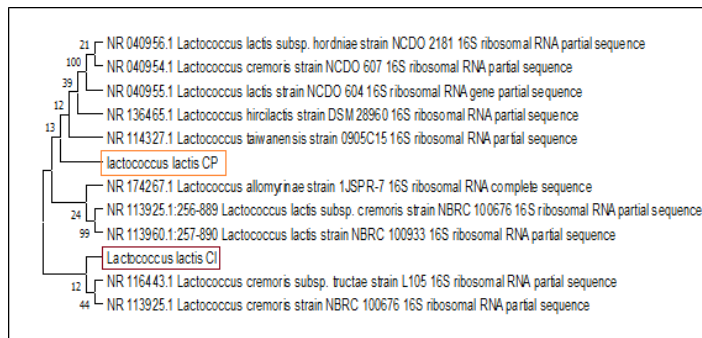 21
NR 040956.1 Lactococcus lactis subsp. hordniae strain NCDO 2181 16S ribosomal RNA partial sequence
100
NR 040954.1 Lactococcus cremoris strain NCDO 607 16S ribosomal RNA partial sequence
39
NR 040955.1 Lactococcus lactis strain NCDO 604 16S ribosomal RNA gene partial sequence
12
NR 136465.1 Lactococcus hircilactis strain DSM 28960 16S ribosomal RNA partial sequence
13
NR 114327.1 Lactococcus taiwanensis strain 0905C15 16S ribosomal RNA partial sequence
lactococcus lactis CP
NR 174267.1 Lactococcus allomyrinae strain 1JSPR-7 16S ribosomal RNA complete sequence
24
NR 113925.1:256-889 Lactococcus lactis subsp. cremoris strain NBRC 100676 16S ribosomal RNA partial sequence
99
NR 113960.1:257-890 Lactococcus lactis strain NBRC 100933 16S ribosomal RNA partial sequence
Lactococcus lactis CI
12
NR 116443.1 Lactococcus cremoris subsp. tructae strain L105 16S ribosomal RNA partial sequence
44
NR 113925.1 Lactococcus cremoris strain NBRC 100676 16S ribosomal RNA partial sequence